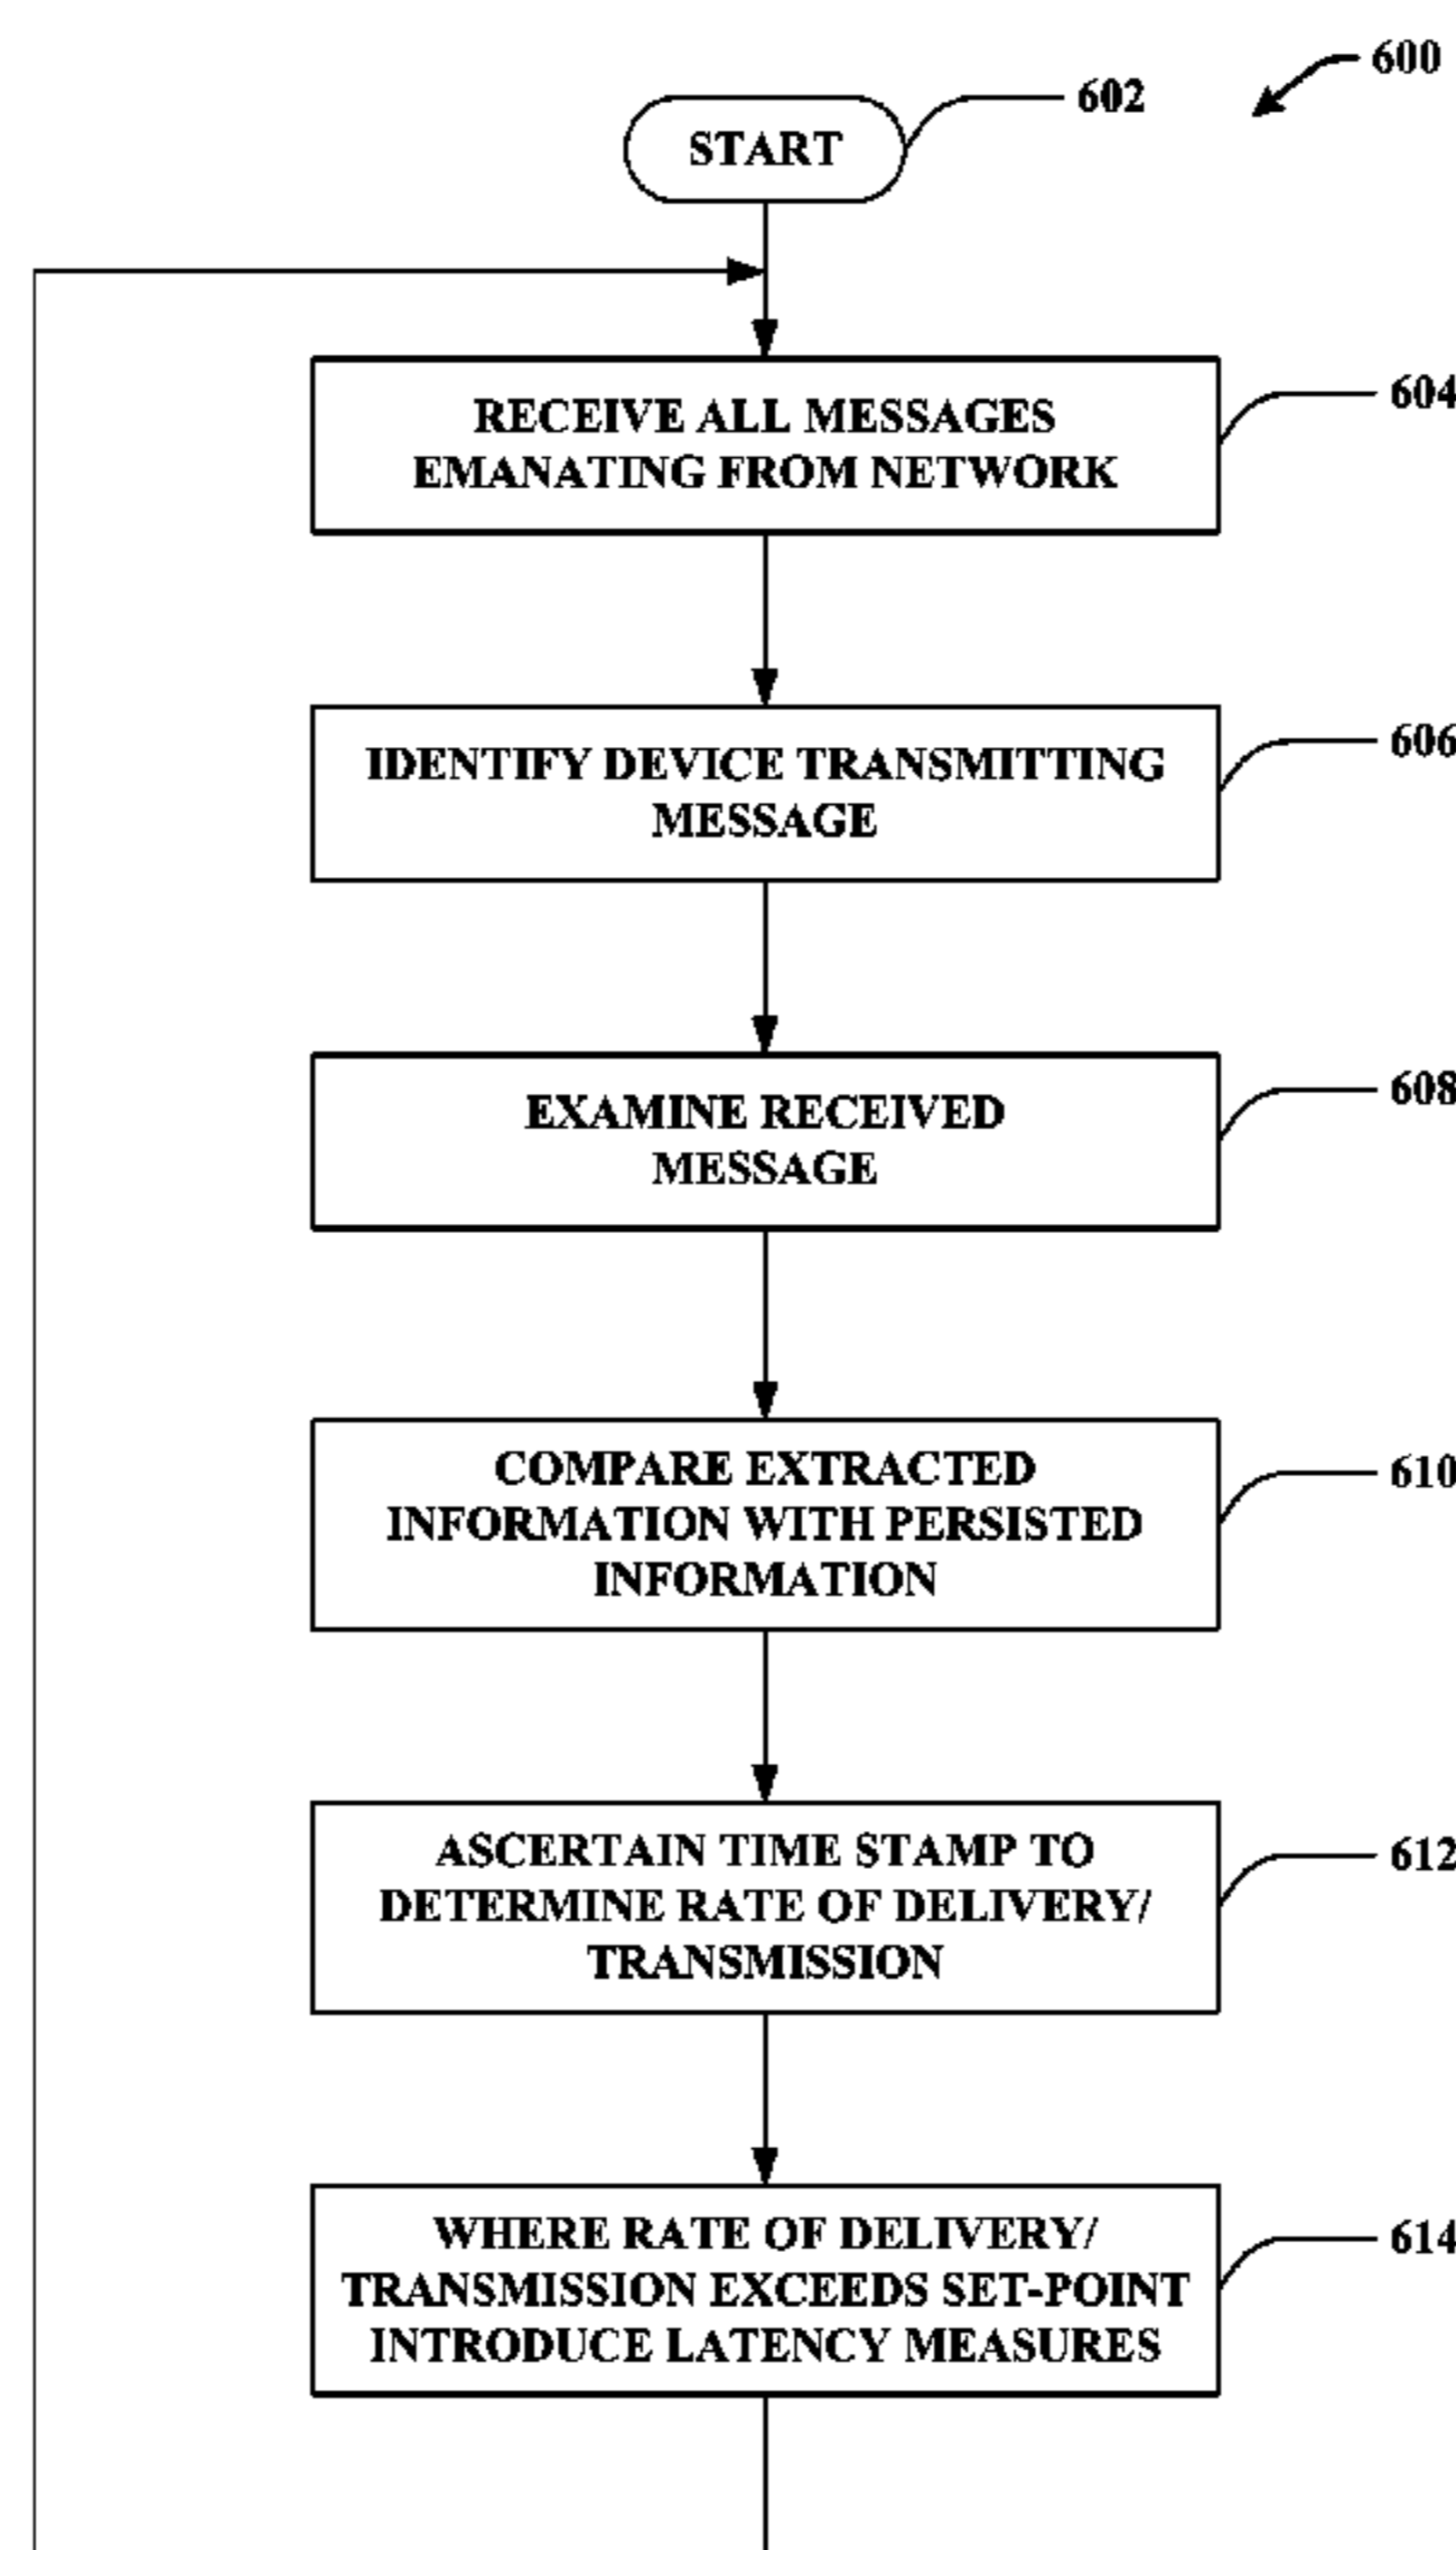 600
602
START
RECEIVE ALL MESSAGES
EMANATING FROM NETWORK
604
IDENTIFY DEVICE TRANSMITTING
MESSAGE
606
EXAMINE RECEIVED
MESSAGE
608
COMPARE EXTRACTED
INFORMATION WITH PERSISTED
INFORMATION
610
ASCERTAIN TIME STAMP TO
DETERMINE RATE OF DELIVERY/
TRANSMISSION
612
WHERE RATE OF DELIVERY/
TRANSMISSION EXCEEDS SET-POINT
INTRODUCE LATENCY MEASURES
614